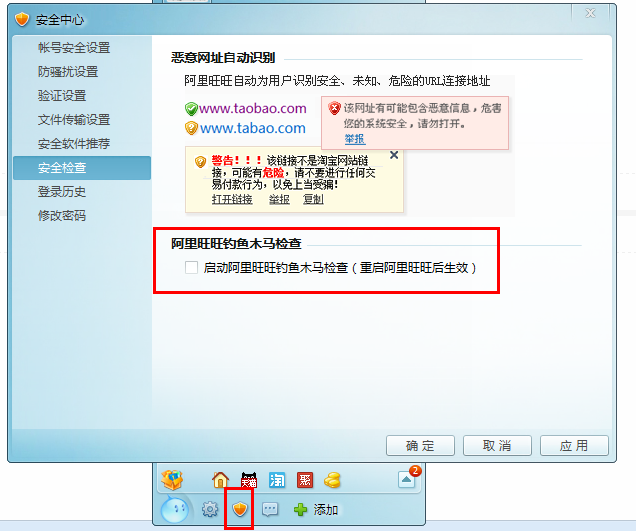 安全中心
帐号安全设置
防骚扰设置
验证设置
文件传输设置
安全软件推荐
安全检查
登录历史
修改密码
恶意网址自动识别
阿里旺旺自动为用户识别安全、未知、危险的URL连接地址
www.taobao.com
www.tabao.com
该网址有可能包含恶意信息，危害
您的系统安全，请勿打开。
举报
警告！！！该链接不是淘宝网站链
接，可能有危险，请不要进行任何交
易付款行为，以免上当受骗！
打开链接 举报 复制
阿里旺旺钓鱼木马检查
启动阿里旺旺钓鱼木马检查（重启阿里旺旺后生效）
确定 取消 应用
天猫 淘 聚 2
添加